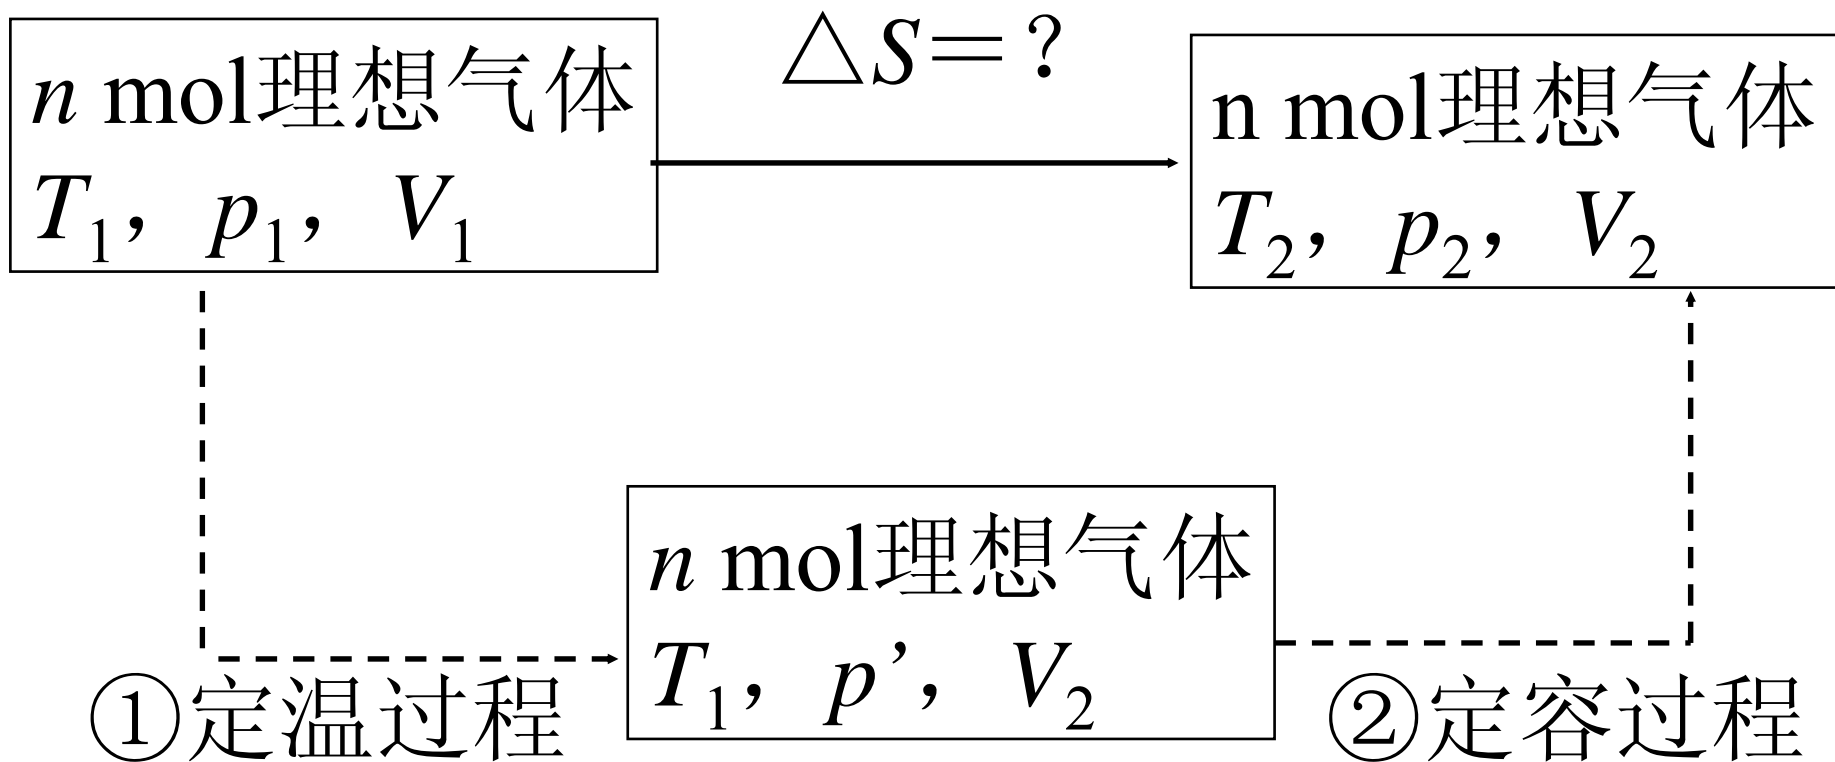 △S＝？
n mol理想气体
T1，p1，V1
n mol理想气体
T2，p2，V2
n mol理想气体
T1，p’，V2
①定温过程
②定容过程